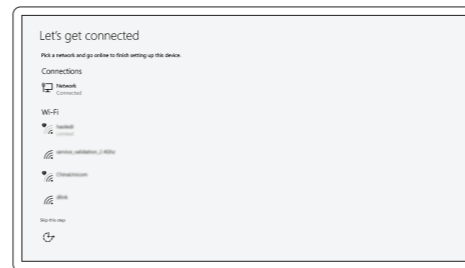 Let's get connected
Pick a network and go online to finish setting up this device.
Connections
Network
Connected
Wi-Fi
service_validation_2.4Ghz
Chinaunicom
dlink
Skip this step